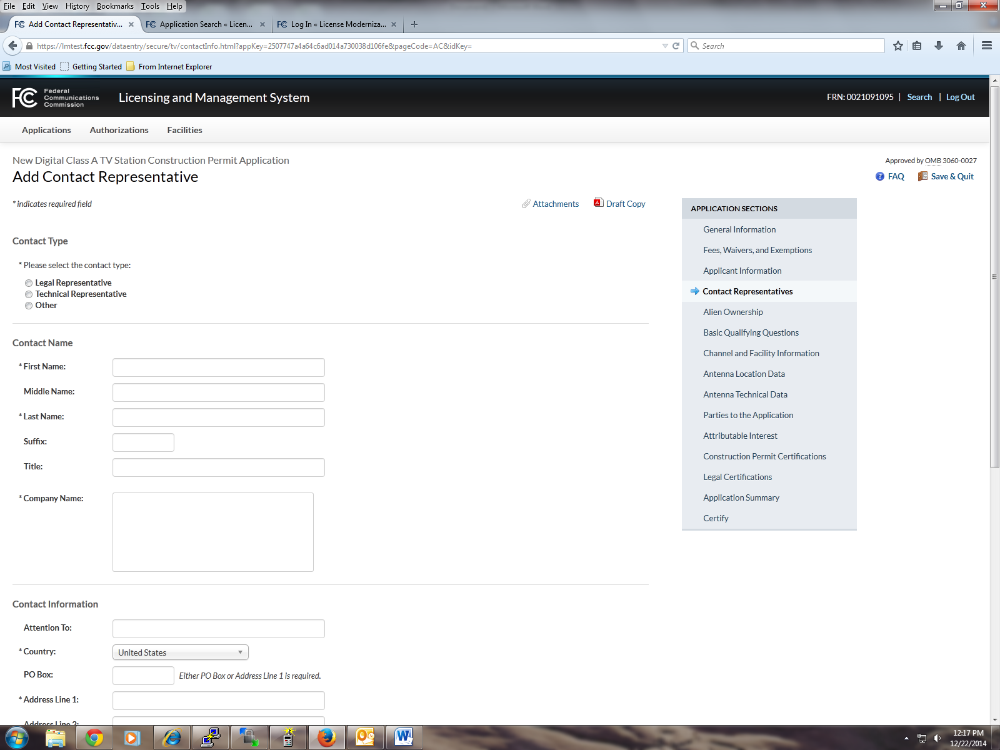 File Edit View History Bookmarks Tools Help
FCC Add Contact Representativ... × FCC Application Search « Licen... × FCC Log In « License Moderniza... × +
https://lmtest.fcc.gov/dataentry/secure/tv/contactInfo.html?appKey=2507747a4a64c6ad014a730038d106fe&pageCode=AC&idKey= Search
Most Visited Getting Started From Internet Explorer
FCC Federal Communications Commission Licensing and Management System FRN: 0021091095 | Search | Log Out
Applications Authorizations Facilities
New Digital Class A TV Station Construction Permit Application
Approved by OMB 3060-0027
Add Contact Representative
FAQ Save & Quit
* indicates required field
Attachments Draft Copy
Contact Type
* Please select the contact type:
Legal Representative
Technical Representative
Other
Contact Name
* First Name:
Middle Name:
* Last Name:
Suffix:
Title:
* Company Name:
Contact Information
Attention To:
* Country: United States
PO Box: Either PO Box or Address Line 1 is required.
* Address Line 1:
Address Line 2:
APPLICATION SECTIONS
General Information
Fees, Waivers, and Exemptions
Applicant Information
Contact Representatives
Alien Ownership
Basic Qualifying Questions
Channel and Facility Information
Antenna Location Data
Antenna Technical Data
Parties to the Application
Attributable Interest
Construction Permit Certifications
Legal Certifications
Application Summary
Certify
12:17 PM
12/22/2014